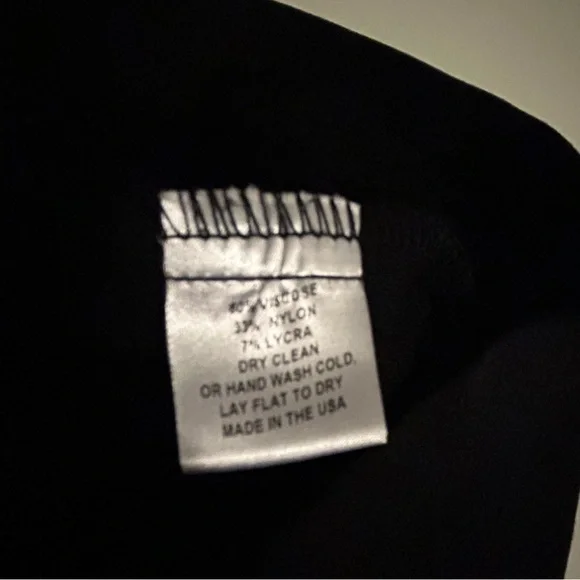 60% VISCOSE
33% NYLON
7% LYCRA
DRY CLEAN
OR HAND WASH COLD.
LAY FLAT TO DRY
MADE IN THE USA